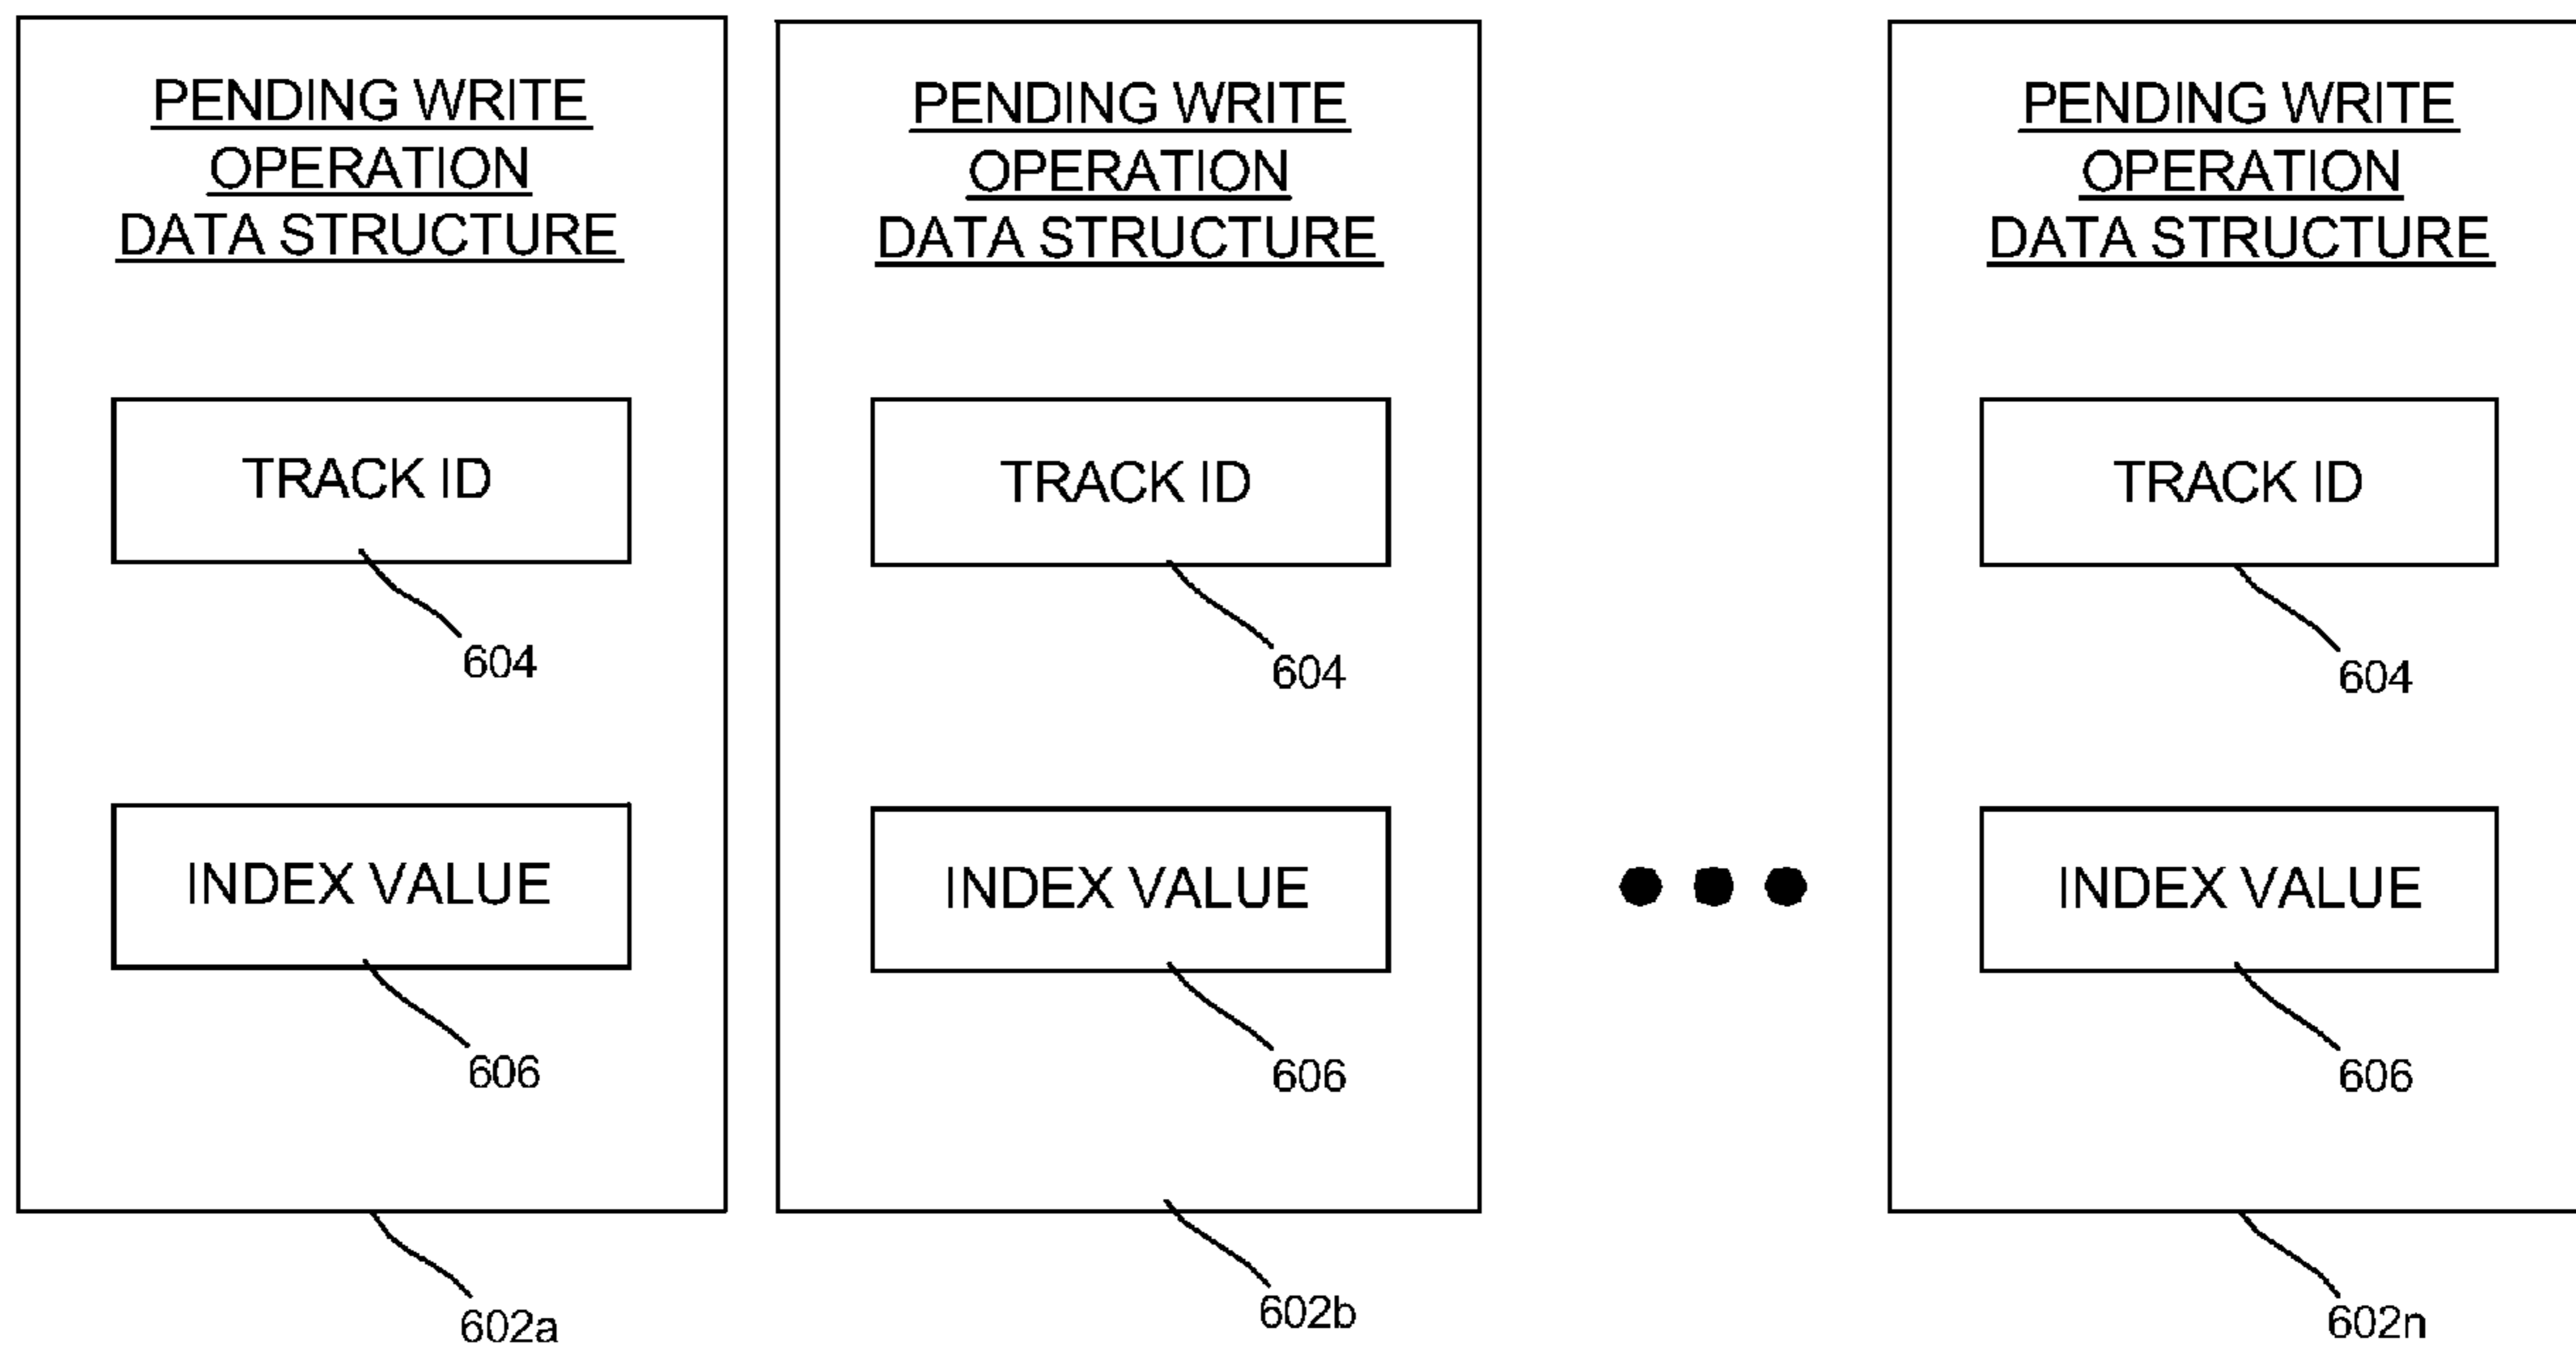 PENDING WRITE
OPERATION
DATA STRUCTURE
TRACK ID
604
INDEX VALUE
606
602a
PENDING WRITE
OPERATION
DATA STRUCTURE
TRACK ID
604
INDEX VALUE
606
602b
PENDING WRITE
OPERATION
DATA STRUCTURE
TRACK ID
604
INDEX VALUE
606
602n